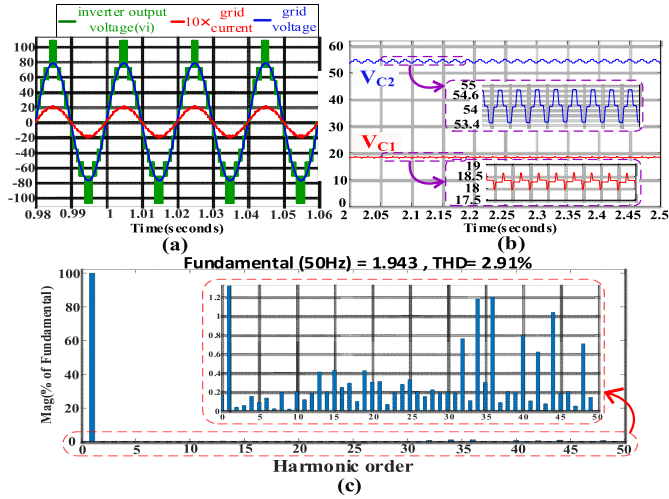 inverter output voltage(vi)
10× grid current
grid voltage
100
80
60
40
20
0
-20
-40
-60
-80
-100
0.98 0.99 1 1.01 1.02 1.03 1.04 1.05 1.06
Time(seconds)
(a)
60
50
40
30
20
10
0
VC2
55
54.6
54
53.4
VC1
19
18.5
18
17.5
2 2.05 2.1 2.15 2.2 2.25 2.3 2.35 2.4 2.45 2.5
Time(seconds)
(b)
Fundamental (50Hz) = 1.943 , THD= 2.91%
Mag(% of Fundamental)
100
80
60
40
20
0
1.2
1
0.8
0.6
0.4
0.2
0
0 5 10 15 20 25 30 35 40 45 50
0 5 10 15 20 25 30 35 40 45 50
Harmonic order
(c)